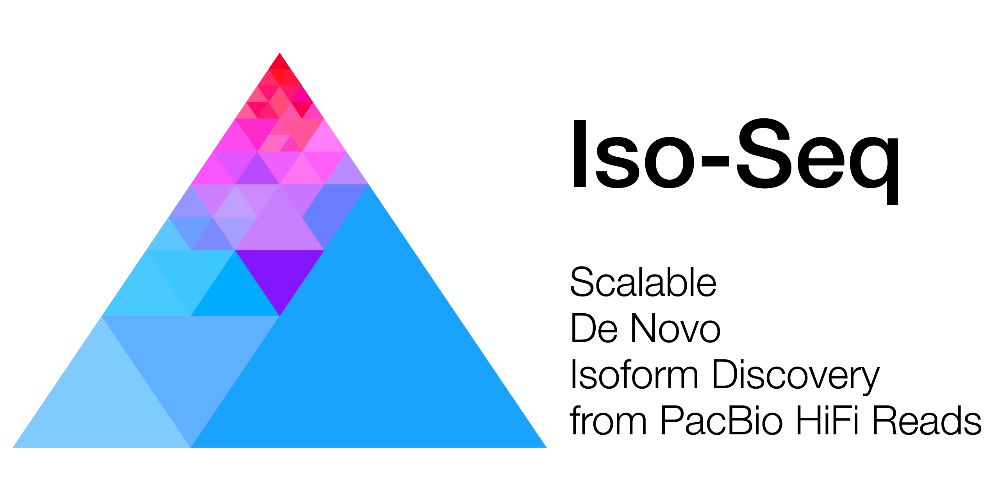 Iso-Seq
Scalable
De Novo
Isoform Discovery
from PacBio HiFi Reads